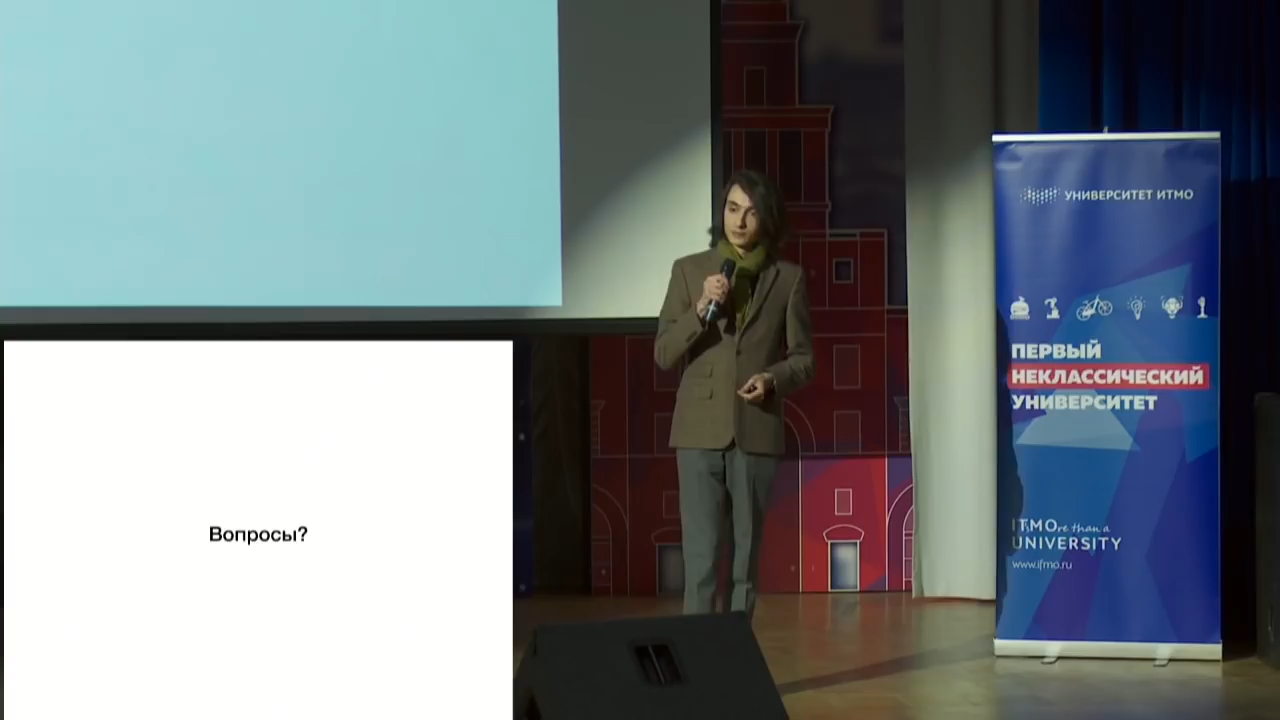 Вопросы?
УНИВЕРСИТЕТ ИТМО
ПЕРВЫЙ
НЕКЛАССИЧЕСКИЙ
УНИВЕРСИТЕТ
ITMOre than a
UNIVERSITY
www.ifmo.ru